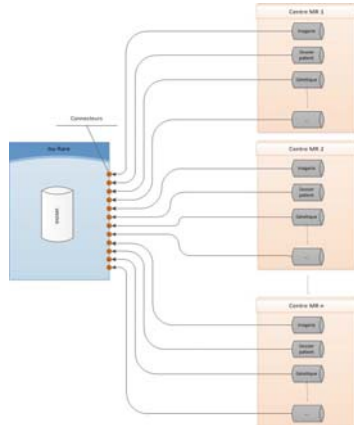 Centre MR 1
Imagerie
Dossier
patient
Génétique
...
Connecteurs
Centre MR 2
Imagerie
Dossier
patient
Génétique
...
Centre MR n
Imagerie
Dossier
patient
Génétique
...